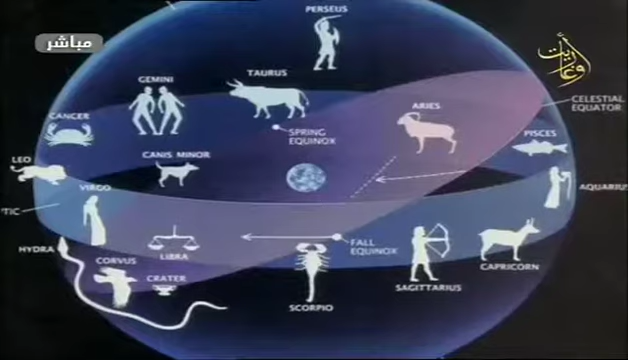 PERSEUS
مباشر
TAURUS
GEMINI
ARIES
CELESTIAL
EQUATOR
CANCER
SPRING
EQUINOX
PISCES
LEO
CANIS MINOR
VIRGO
AQUARIUS
TIC
HYDRA
LIBRA
FALL
EQUINOX
CORVUS
CRATER
CAPRICORN
SAGITTARIUS
SCORPIO